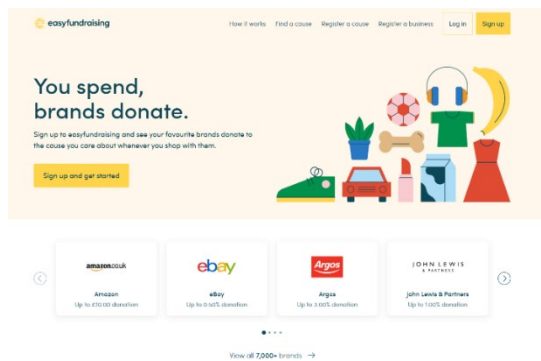 easyfundraising
How it works Find a cause Register a cause Register a business Log in Sign up
You spend,
brands donate.
Sign up to easyfundraising and see your favourite brands donate to
the cause you care about whenever you shop with them.
Sign up and get started
amazon.co.uk
Amazon
Up to £10.00 donation
ebay
eBay
Up to 0.50% donation
Argos
Argos
Up to 3.00% donation
JOHN LEWIS
& PARTNERS
John Lewis & Partners
Up to 1.00% donation
View all 7,000+ brands →